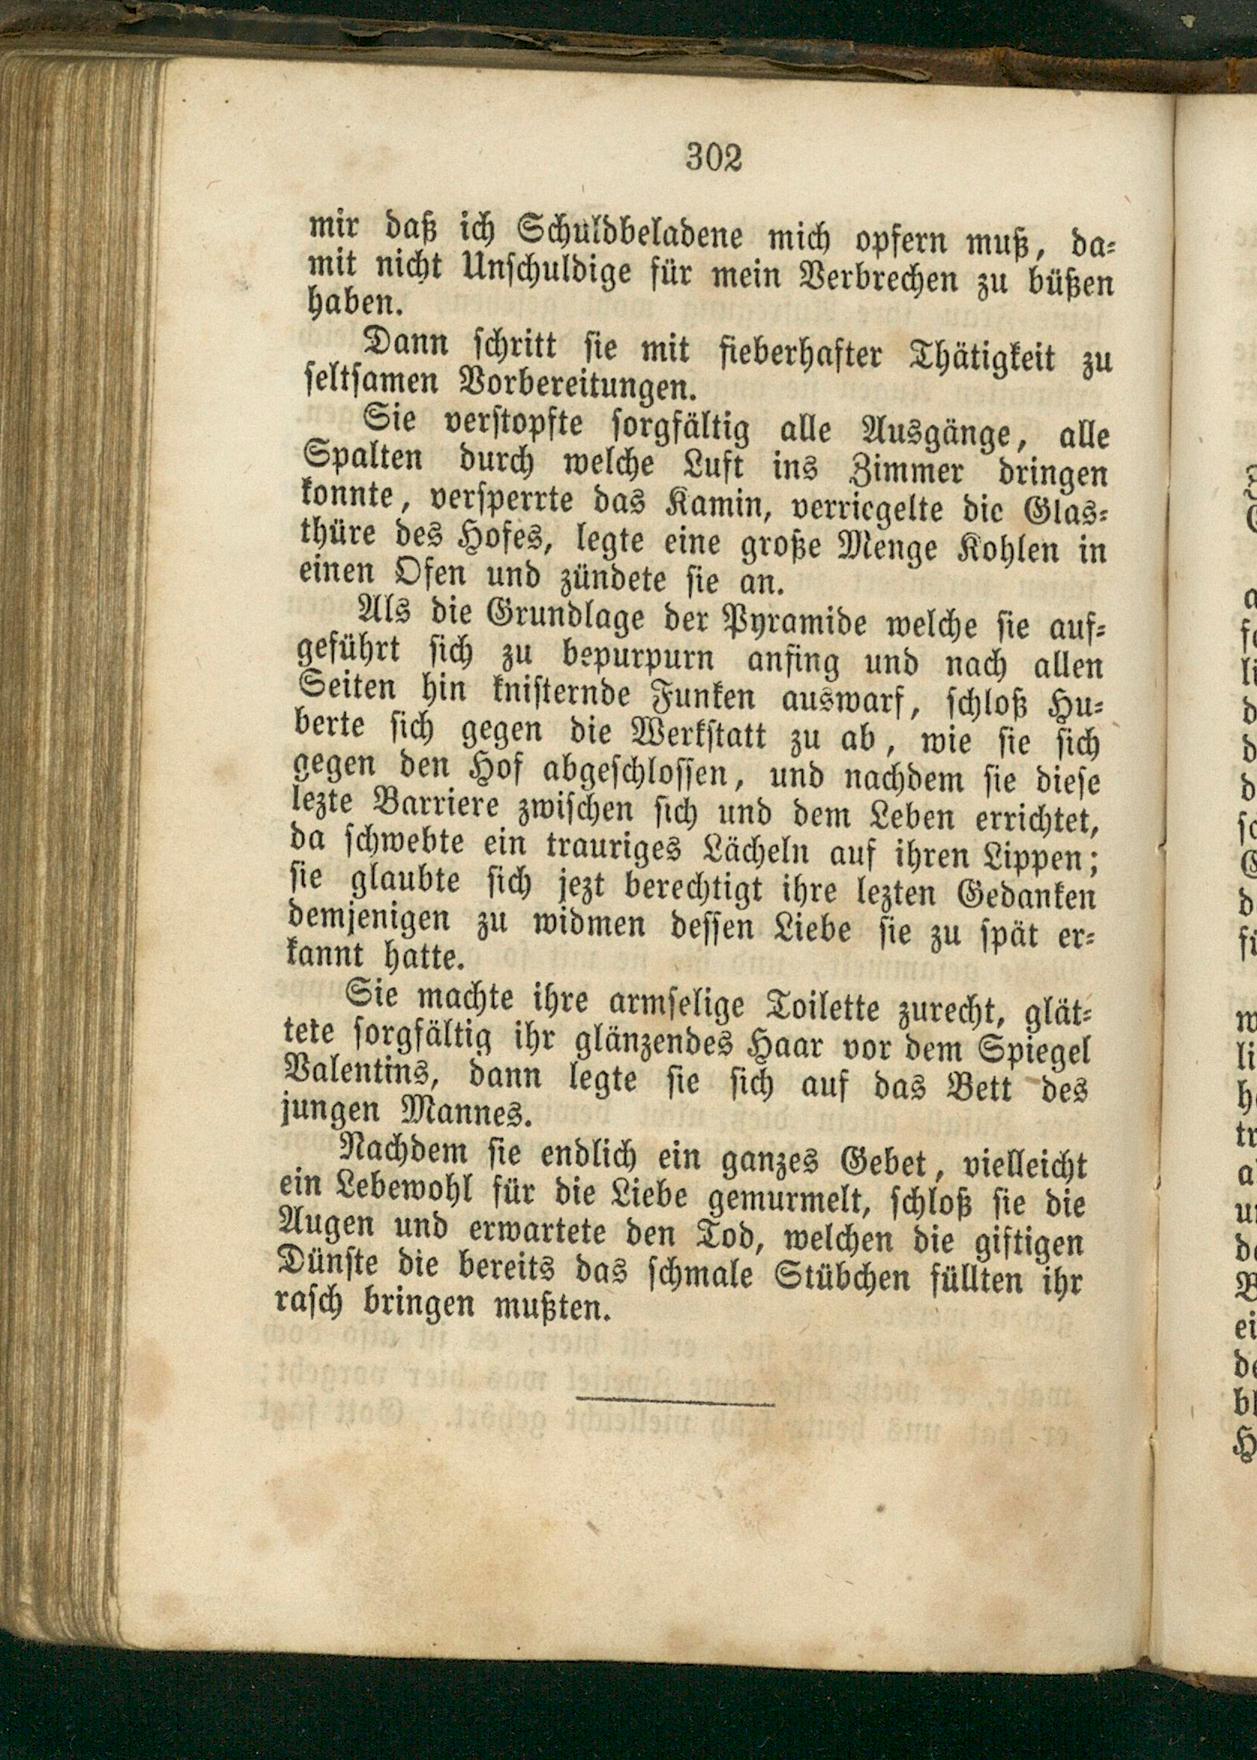 302
mir daß ich Schuldbeladene mich opfern muß, da-
mit nicht Unschuldige für mein Verbrechen zu büßen
haben.
Dann schritt sie mit fieberhafter Thätigkeit zu
seltsamen Vorbereitungen.
Sie verstopfte sorgfältig alle Ausgänge, alle
Spalten durch welche Luft ins Zimmer dringen
konnte, versperrte das Kamin, verriegelte die Glas-
thüre des Hofes, legte eine große Menge Kohlen in
einen Ofen und zündete sie an.
Als die Grundlage der Pyramide welche sie auf-
geführt sich zu bepurpurn anfing und nach allen
Seiten hin knisternde Funken auswarf, schloß Hu-
berte sich gegen die Werkstatt zu ab, wie sie sich
gegen den Hof abgeschlossen, und nachdem sie diese
lezte Barriere zwischen sich und dem Leben errichtet,
da schwebte ein trauriges Lächeln auf ihren Lippen;
sie glaubte sich jezt berechtigt ihre lezten Gedanken
demjenigen zu widmen dessen Liebe sie zu spät er-
kannt hatte.
Sie machte ihre armselige Toilette zurecht, glät-
tete sorgfältig ihr glänzendes Haar vor dem Spiegel
Valentins, dann legte sie sich auf das Bett des
jungen Mannes.
Nachdem sie endlich ein ganzes Gebet, vielleicht
ein Lebewohl für die Liebe gemurmelt, schloß sie die
Augen und erwartete den Tod, welchen die giftigen
Dünste die bereits das schmale Stübchen füllten ihr
rasch bringen mußten.